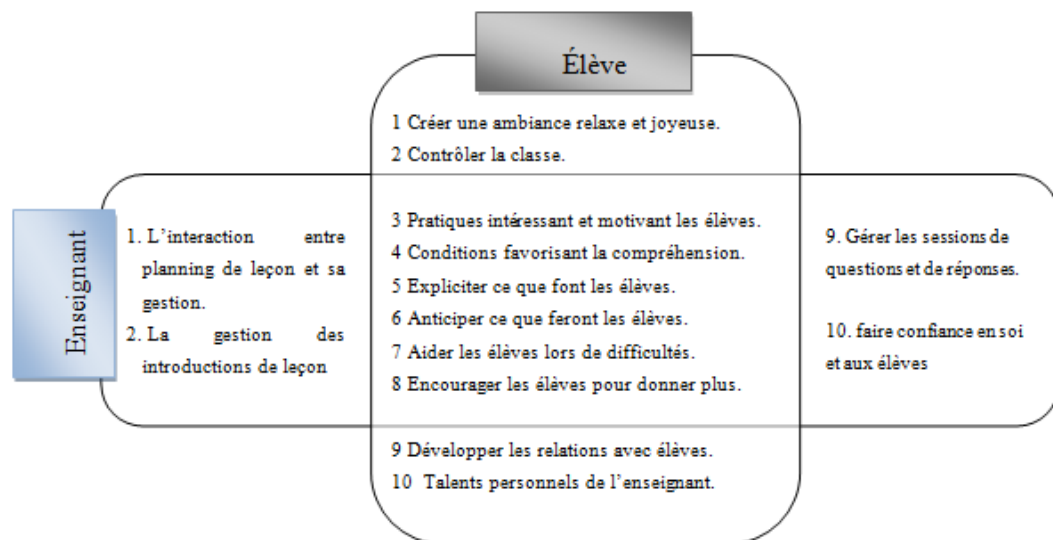 Élève
1 Créer une ambiance relaxe et joyeuse.
2 Contrôler la classe.
Enseignant
1. L’interaction entre
planning de leçon et sa
gestion.
2. La gestion des
introductions de leçon
3 Pratiques intéressant et motivant les élèves.
4 Conditions favorisant la compréhension.
5 Expliciter ce que font les élèves.
6 Anticiper ce que feront les élèves.
7 Aider les élèves lors de difficultés.
8 Encourager les élèves pour donner plus.
9. Gérer les sessions de
questions et de réponses.
10. faire confiance en soi
et aux élèves
9 Développer les relations avec élèves.
10 Talents personnels de l’enseignant.